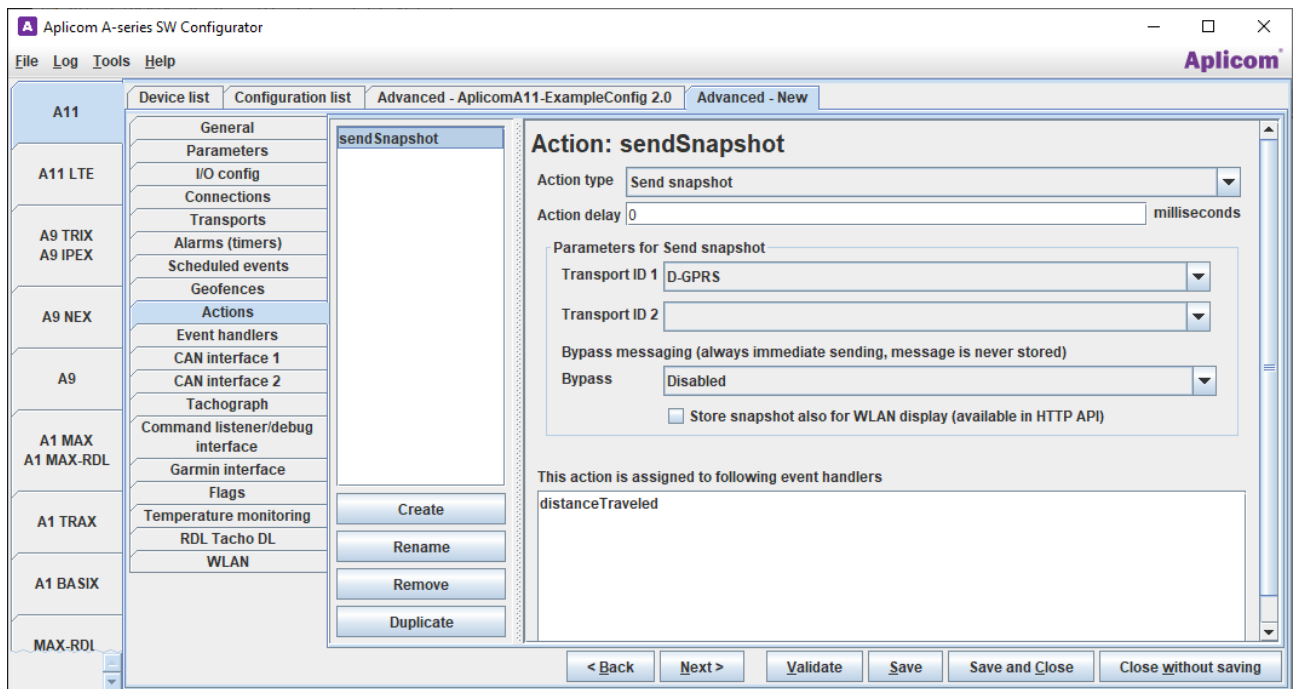 A Aplicom A-series SW Configurator
File Log Tools Help
Aplicom
A11
A11 LTE
A9 TRIX
A9 IPEX
A9 NEX
A9
A1 MAX
A1 MAX-RDL
A1 TRAX
A1 BASIX
MAX-RDL
Device list Configuration list Advanced - AplicomA11-ExampleConfig 2.0 Advanced - New
General
Parameters
I/O config
Connections
Transports
Alarms (timers)
Scheduled events
Geofences
Actions
Event handlers
CAN interface 1
CAN interface 2
Tachograph
Command listener/debug
interface
Garmin interface
Flags
Temperature monitoring
RDL Tacho DL
WLAN
sendSnapshot
Create
Rename
Remove
Duplicate
Action: sendSnapshot
Action type Send snapshot
Action delay 0 milliseconds
Parameters for Send snapshot
Transport ID 1 D-GPRS
Transport ID 2
Bypass messaging (always immediate sending, message is never stored)
Bypass Disabled
Store snapshot also for WLAN display (available in HTTP API)
This action is assigned to following event handlers
distanceTraveled
< Back Next > Validate Save Save and Close Close without saving